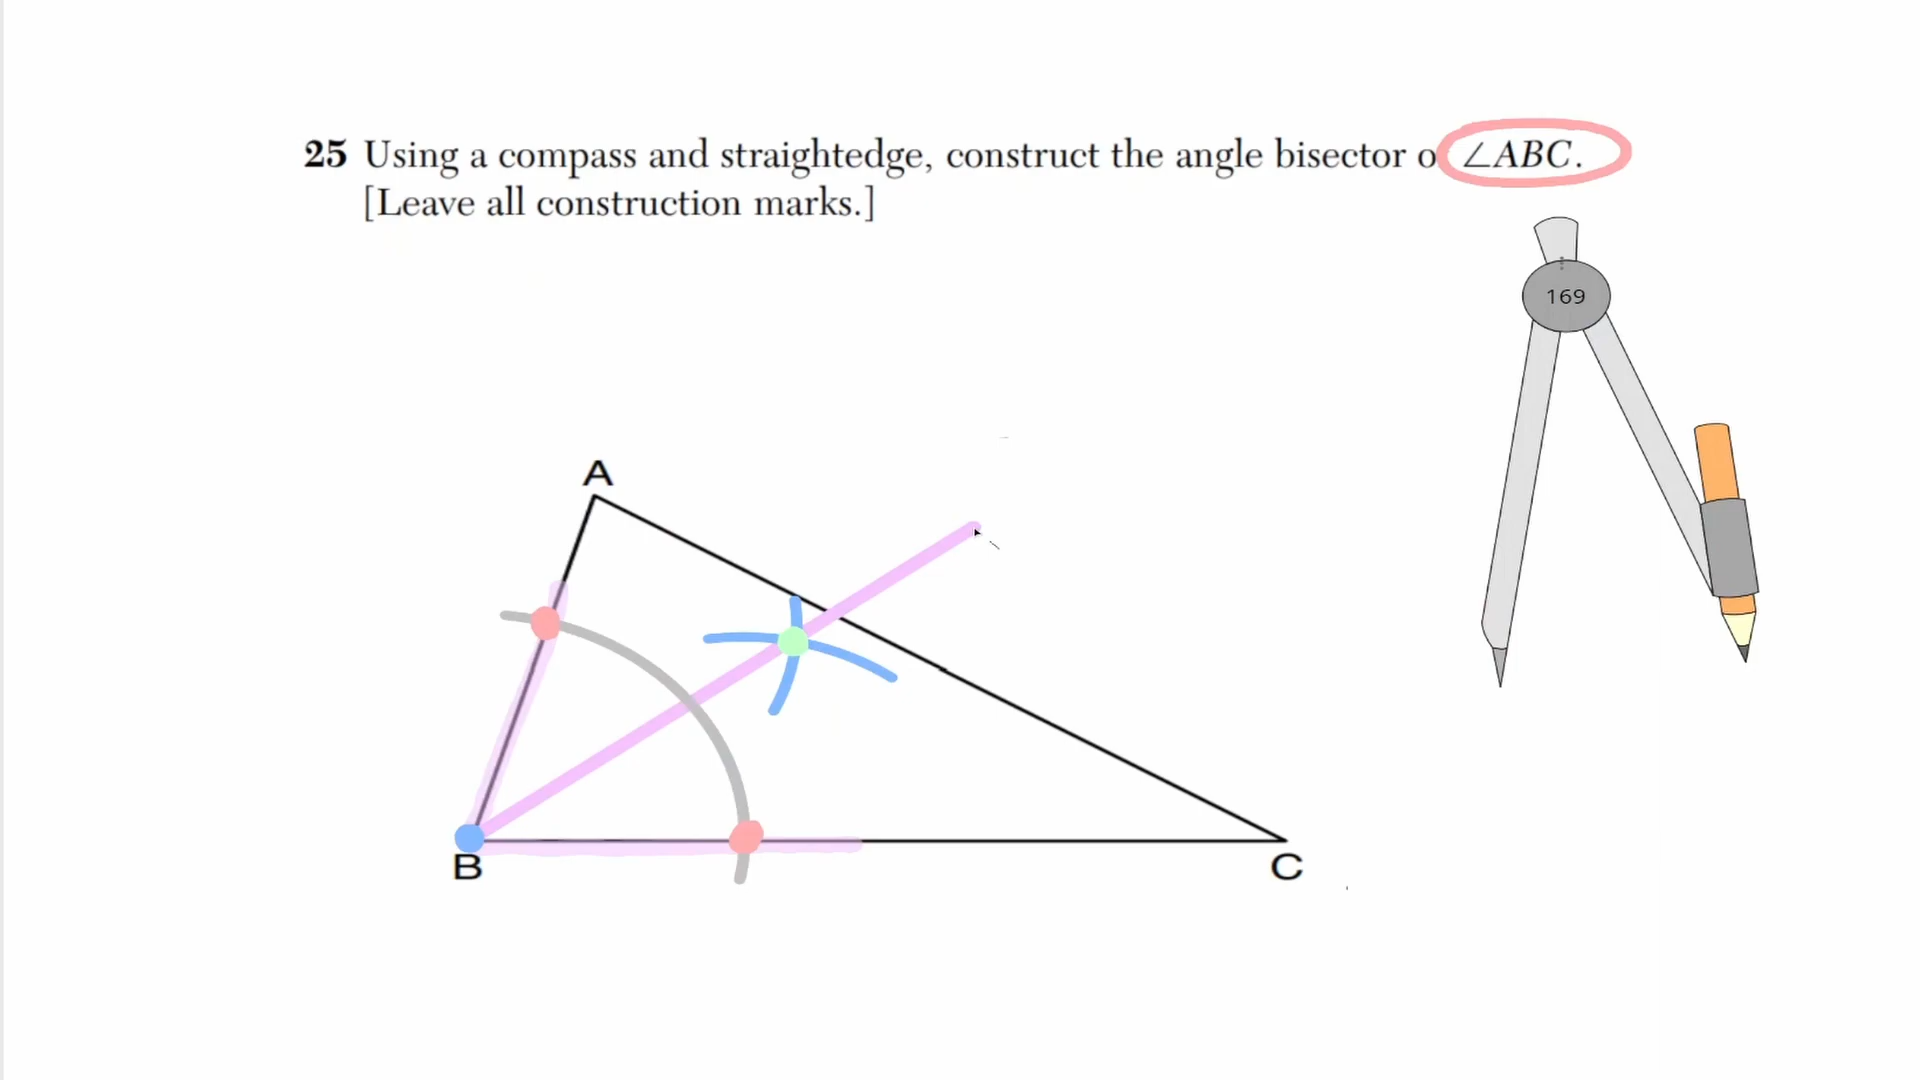 25 Using a compass and straightedge, construct the angle bisector o ∠ABC.
[Leave all construction marks.]
169
A
B
C